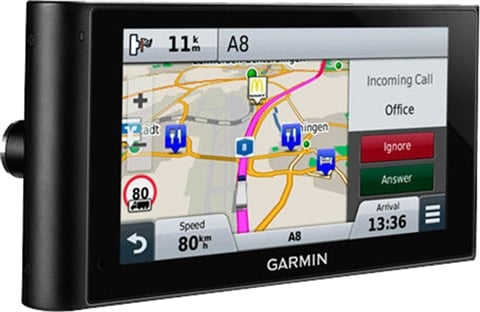 11 km
A8
Incoming Call
Office
Ignore
Answer
8
80
Speed
80 km/h
A8
Arrival
13:36
GARMIN